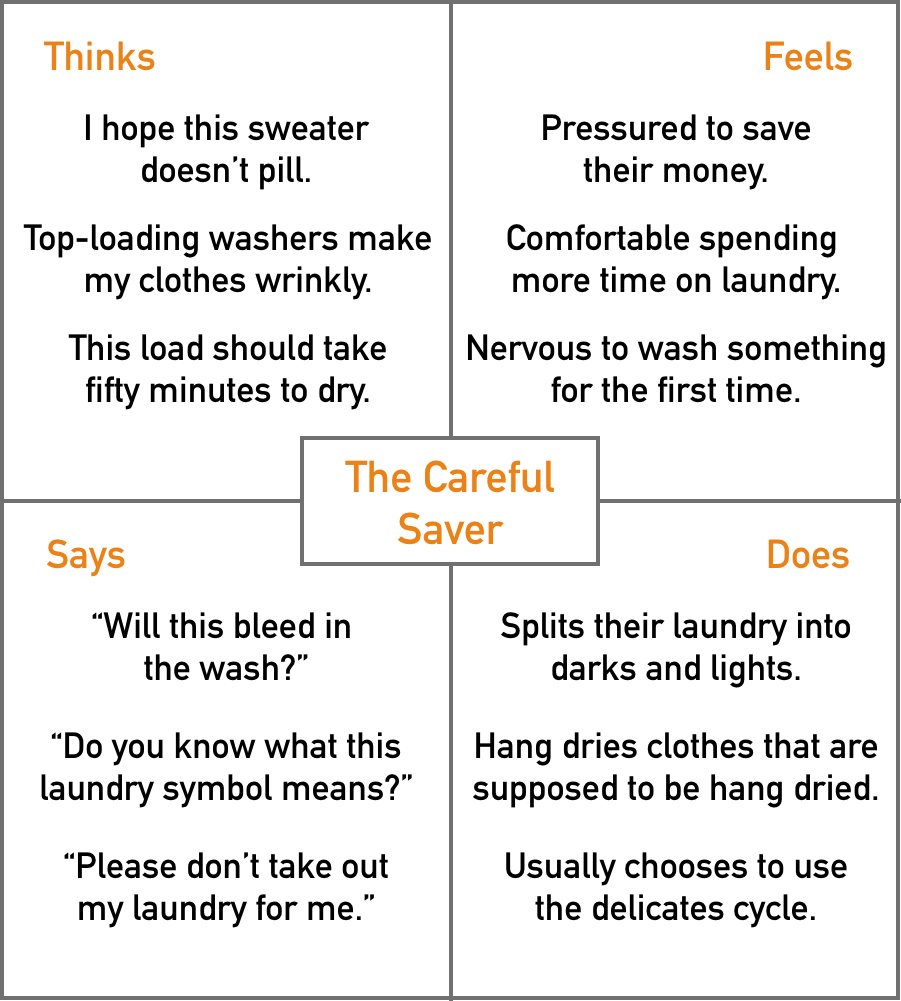 Thinks
I hope this sweater
doesn’t pill.
Top-loading washers make
my clothes wrinkly.
This load should take
fifty minutes to dry.
Feels
Pressured to save
their money.
Comfortable spending
more time on laundry.
Nervous to wash something
for the first time.
The Careful
Saver
Says
“Will this bleed in
the wash?”
“Do you know what this
laundry symbol means?”
“Please don’t take out
my laundry for me.”
Does
Splits their laundry into
darks and lights.
Hang dries clothes that are
supposed to be hang dried.
Usually chooses to use
the delicates cycle.